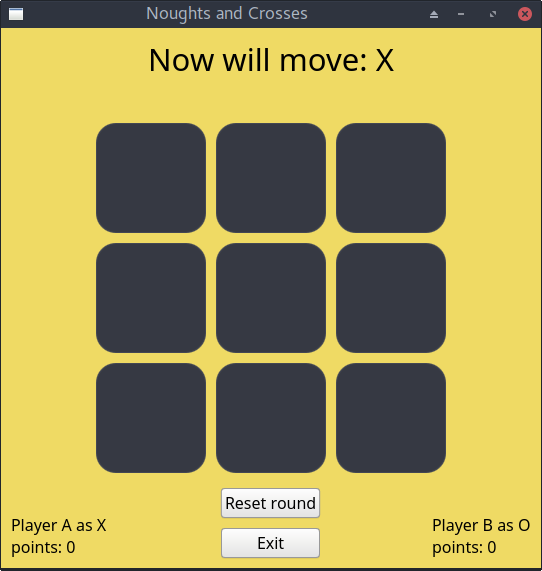 Noughts and Crosses
Now will move: X
Reset round
Player A as X
points: 0
Exit
Player B as O
points: 0